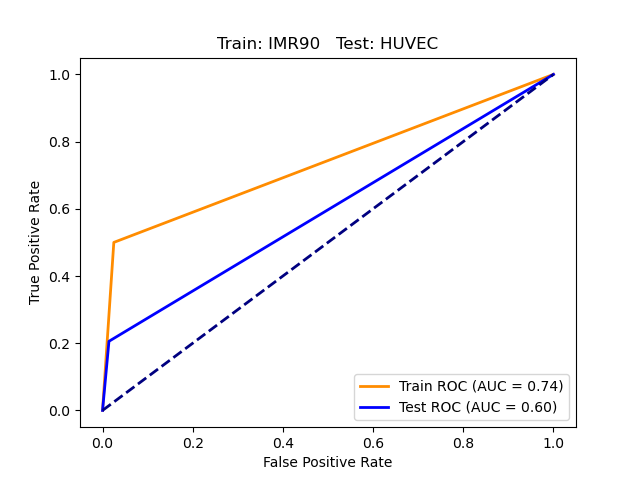 Train: IMR90   Test: HUVEC
True Positive Rate
1.0
0.8
0.6
0.4
0.2
0.0
Train ROC (AUC = 0.74)
Test ROC (AUC = 0.60)
0.0 0.2 0.4 0.6 0.8 1.0
False Positive Rate